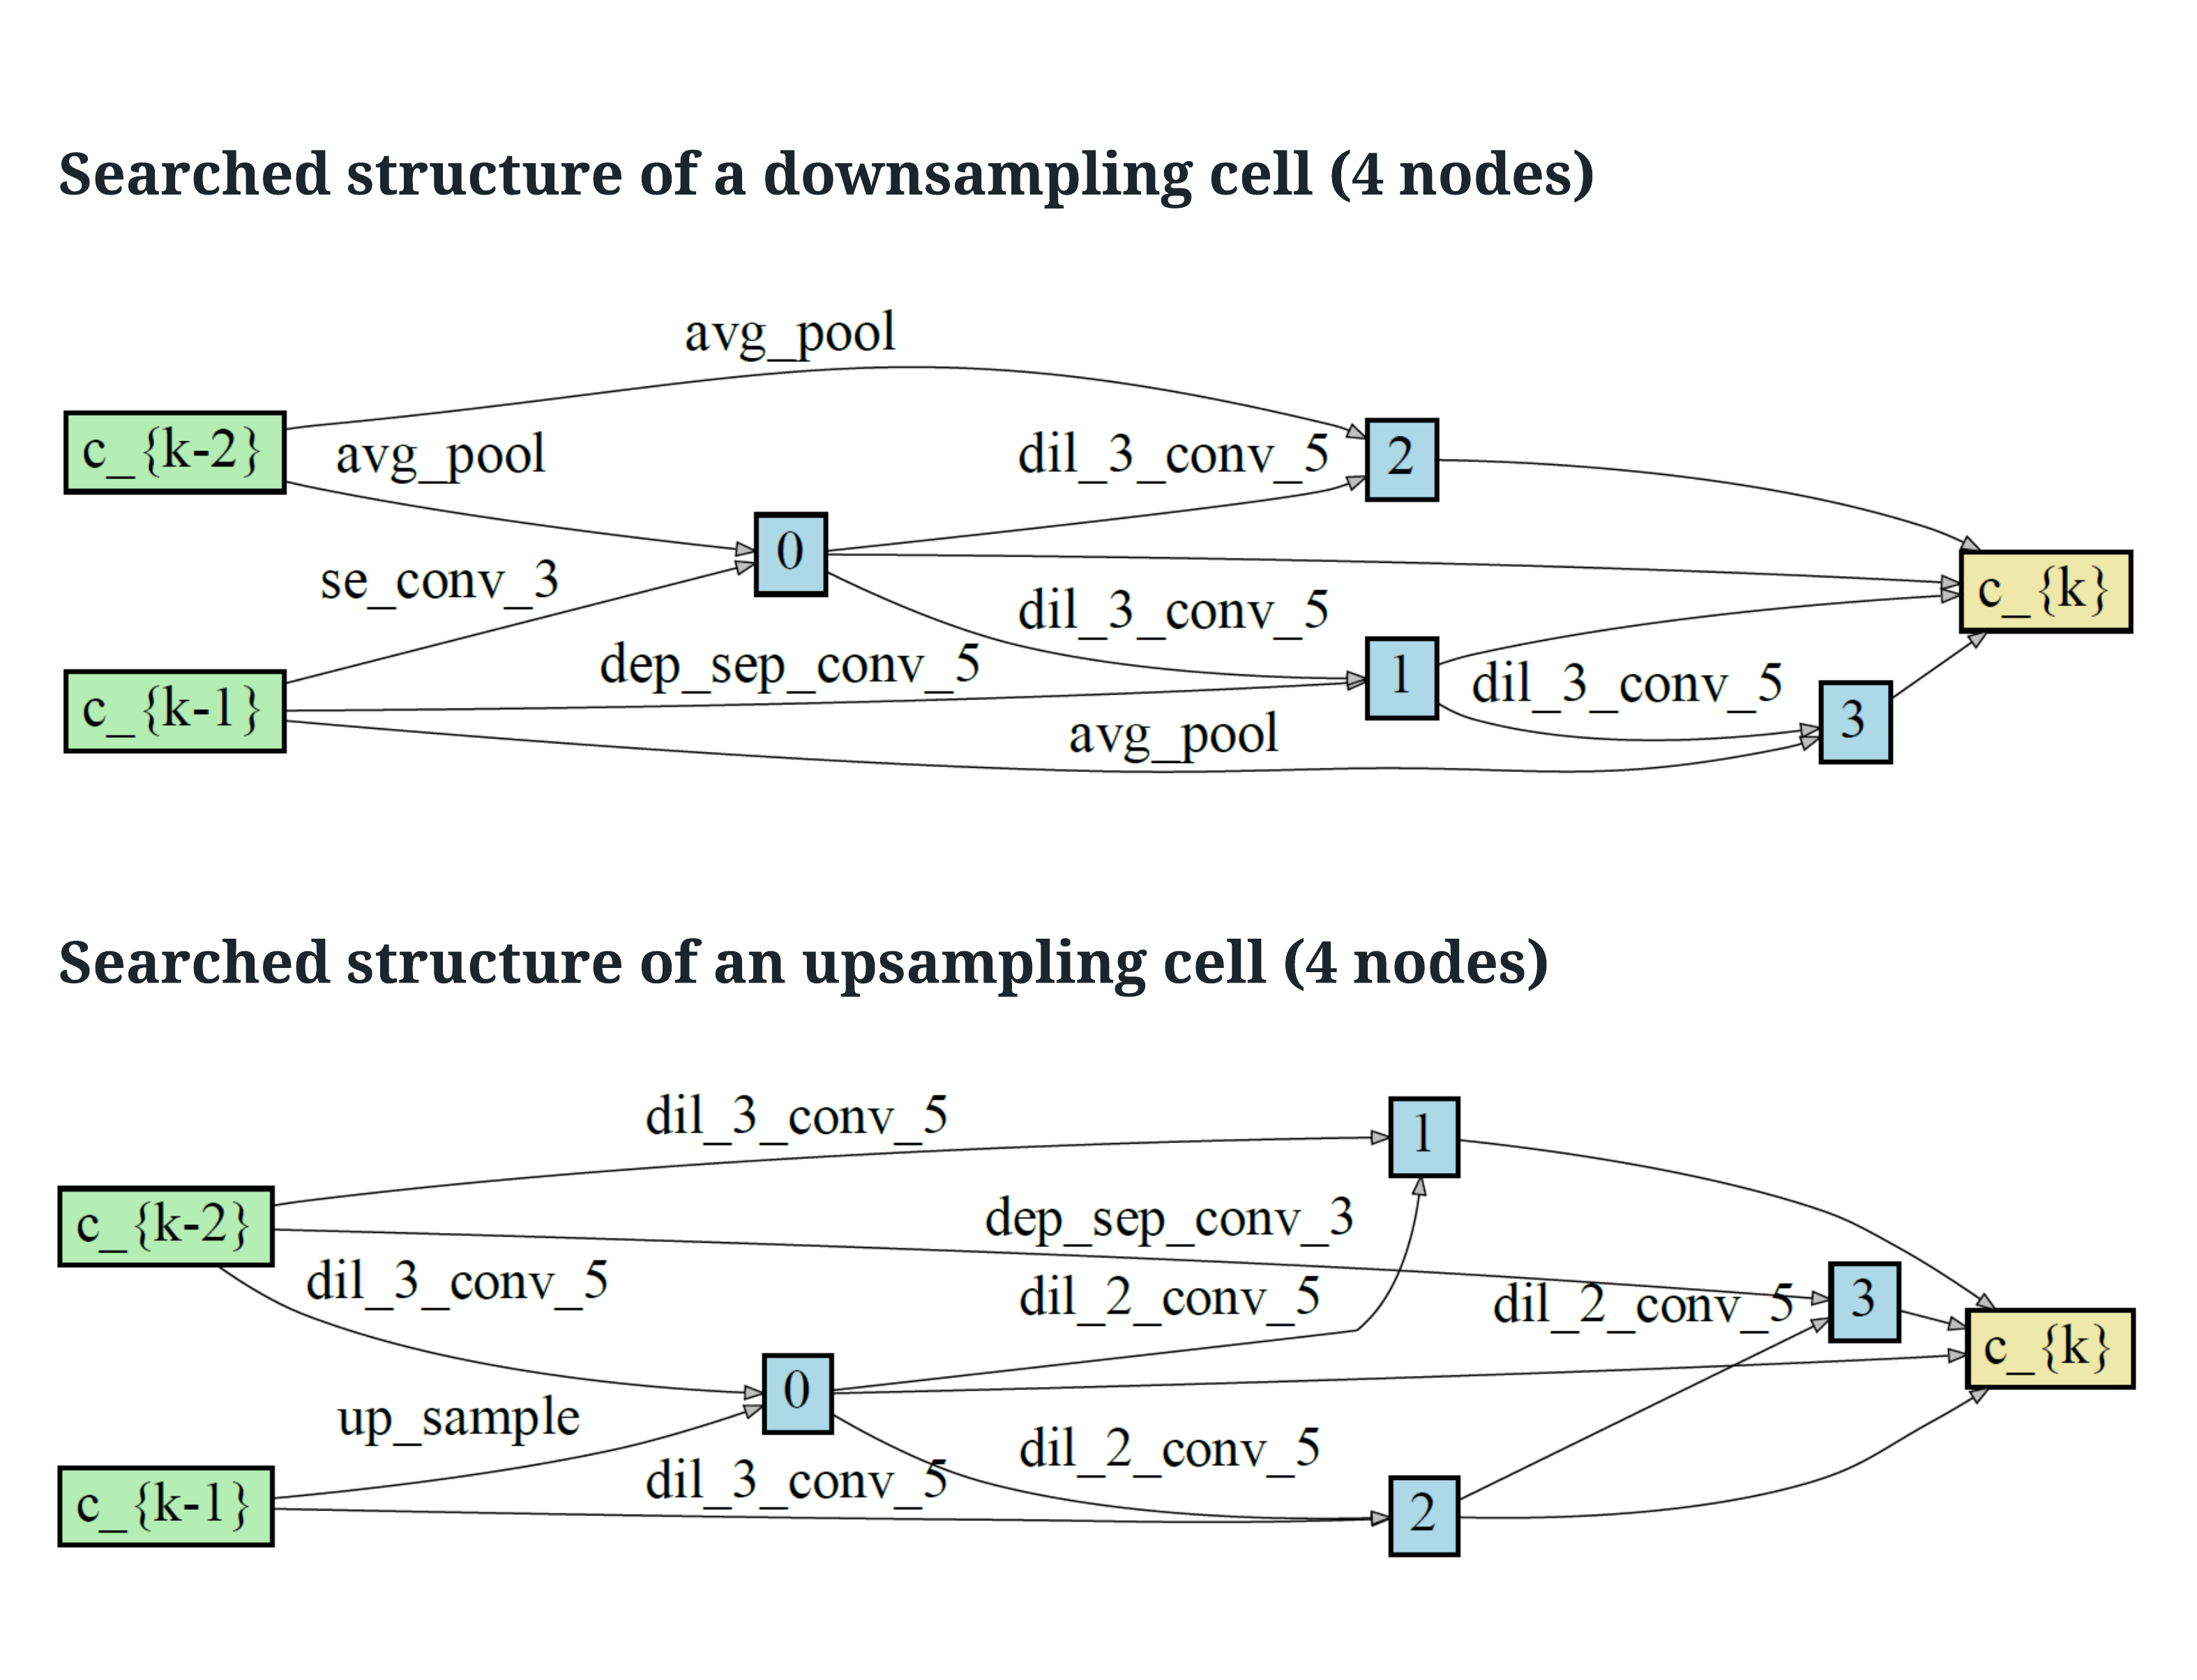 Searched structure of a downsampling cell (4 nodes)
avg_pool
c_{k-2}
avg_pool
dil_3_conv_5
2
0
se_conv_3
c_{k}
dil_3_conv_5
dep_sep_conv_5
1
dil_3_conv_5
c_{k-1}
avg_pool
3
Searched structure of an upsampling cell (4 nodes)
dil_3_conv_5
1
c_{k-2}
dep_sep_conv_3
dil_3_conv_5
dil_2_conv_5
dil_2_conv_5
3
c_{k}
0
up_sample
dil_2_conv_5
dil_3_conv_5
c_{k-1}
2